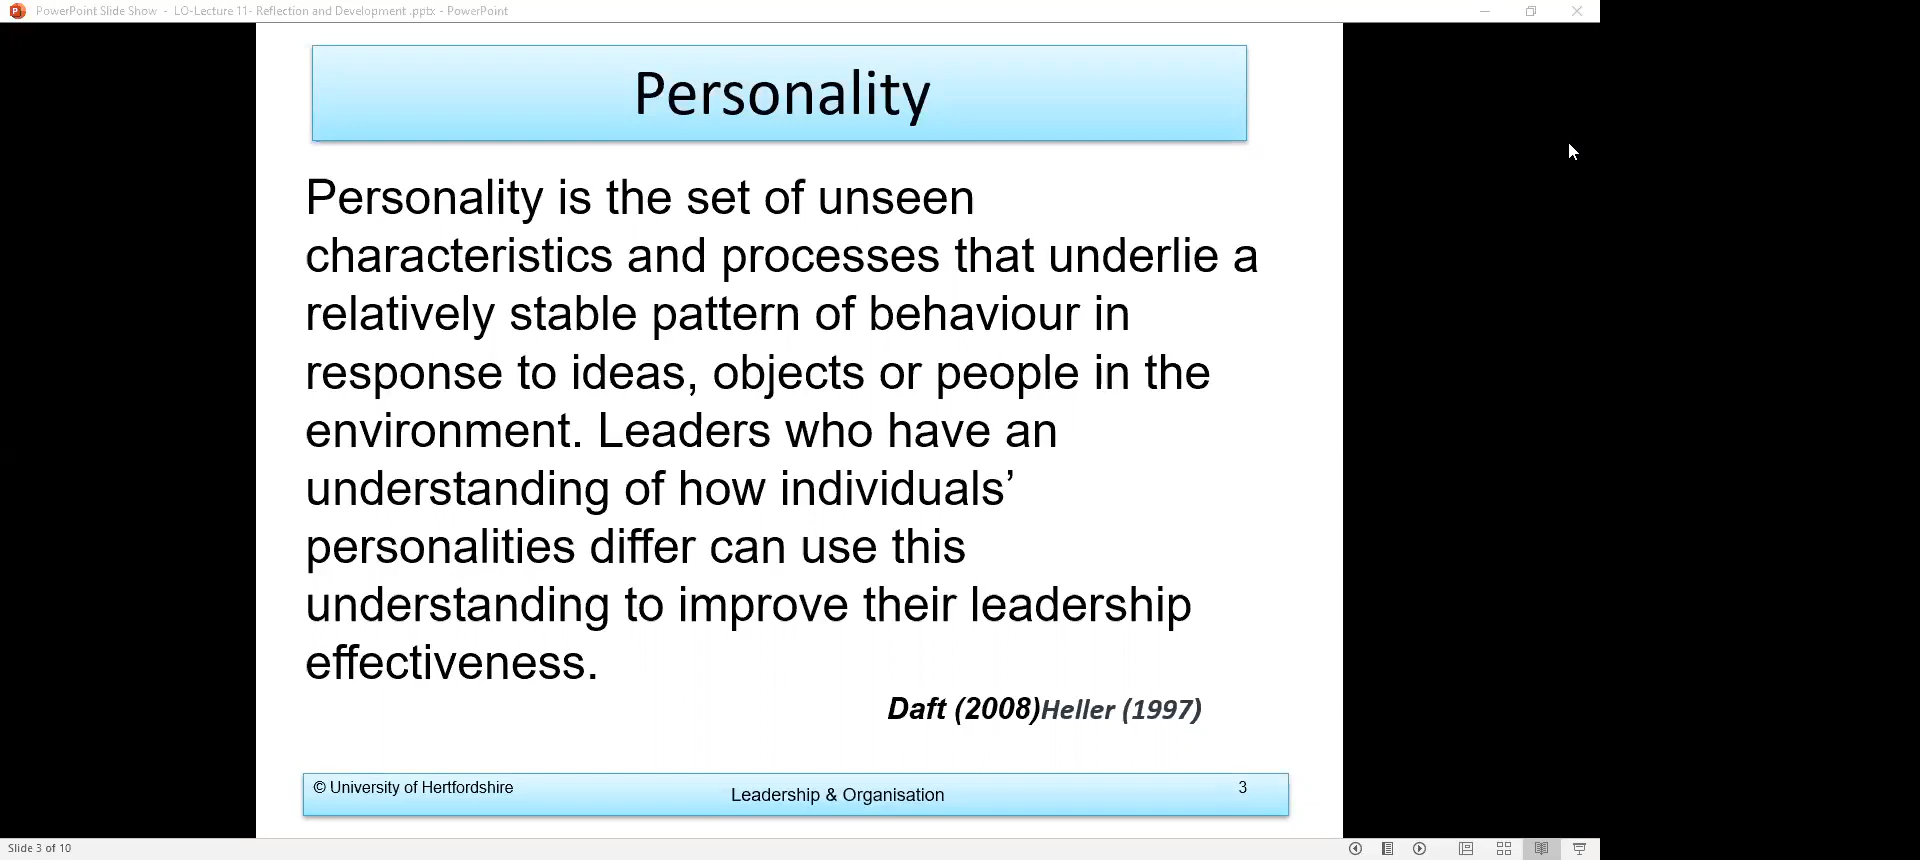 PowerPoint Slide Show - LO-Lecture 11- Reflection and Development .pptx - PowerPoint
Personality
Personality is the set of unseen
characteristics and processes that underlie a
relatively stable pattern of behaviour in
response to ideas, objects or people in the
environment. Leaders who have an
understanding of how individuals’
personalities differ can use this
understanding to improve their leadership
effectiveness.
Daft (2008)Heller (1997)
© University of Hertfordshire
Leadership & Organisation
3
Slide 3 of 10